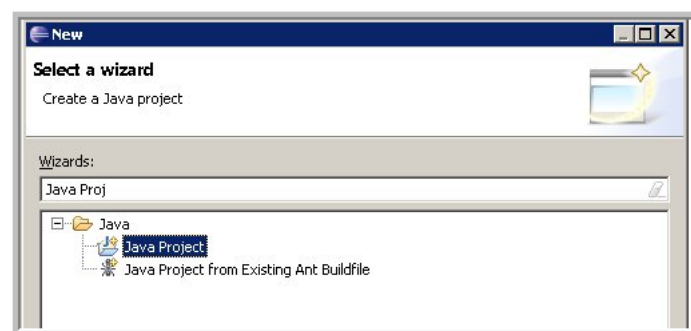 New
Select a wizard
Create a Java project
Wizards:
Java Proj
Java
Java Project
Java Project from Existing Ant Buildfile